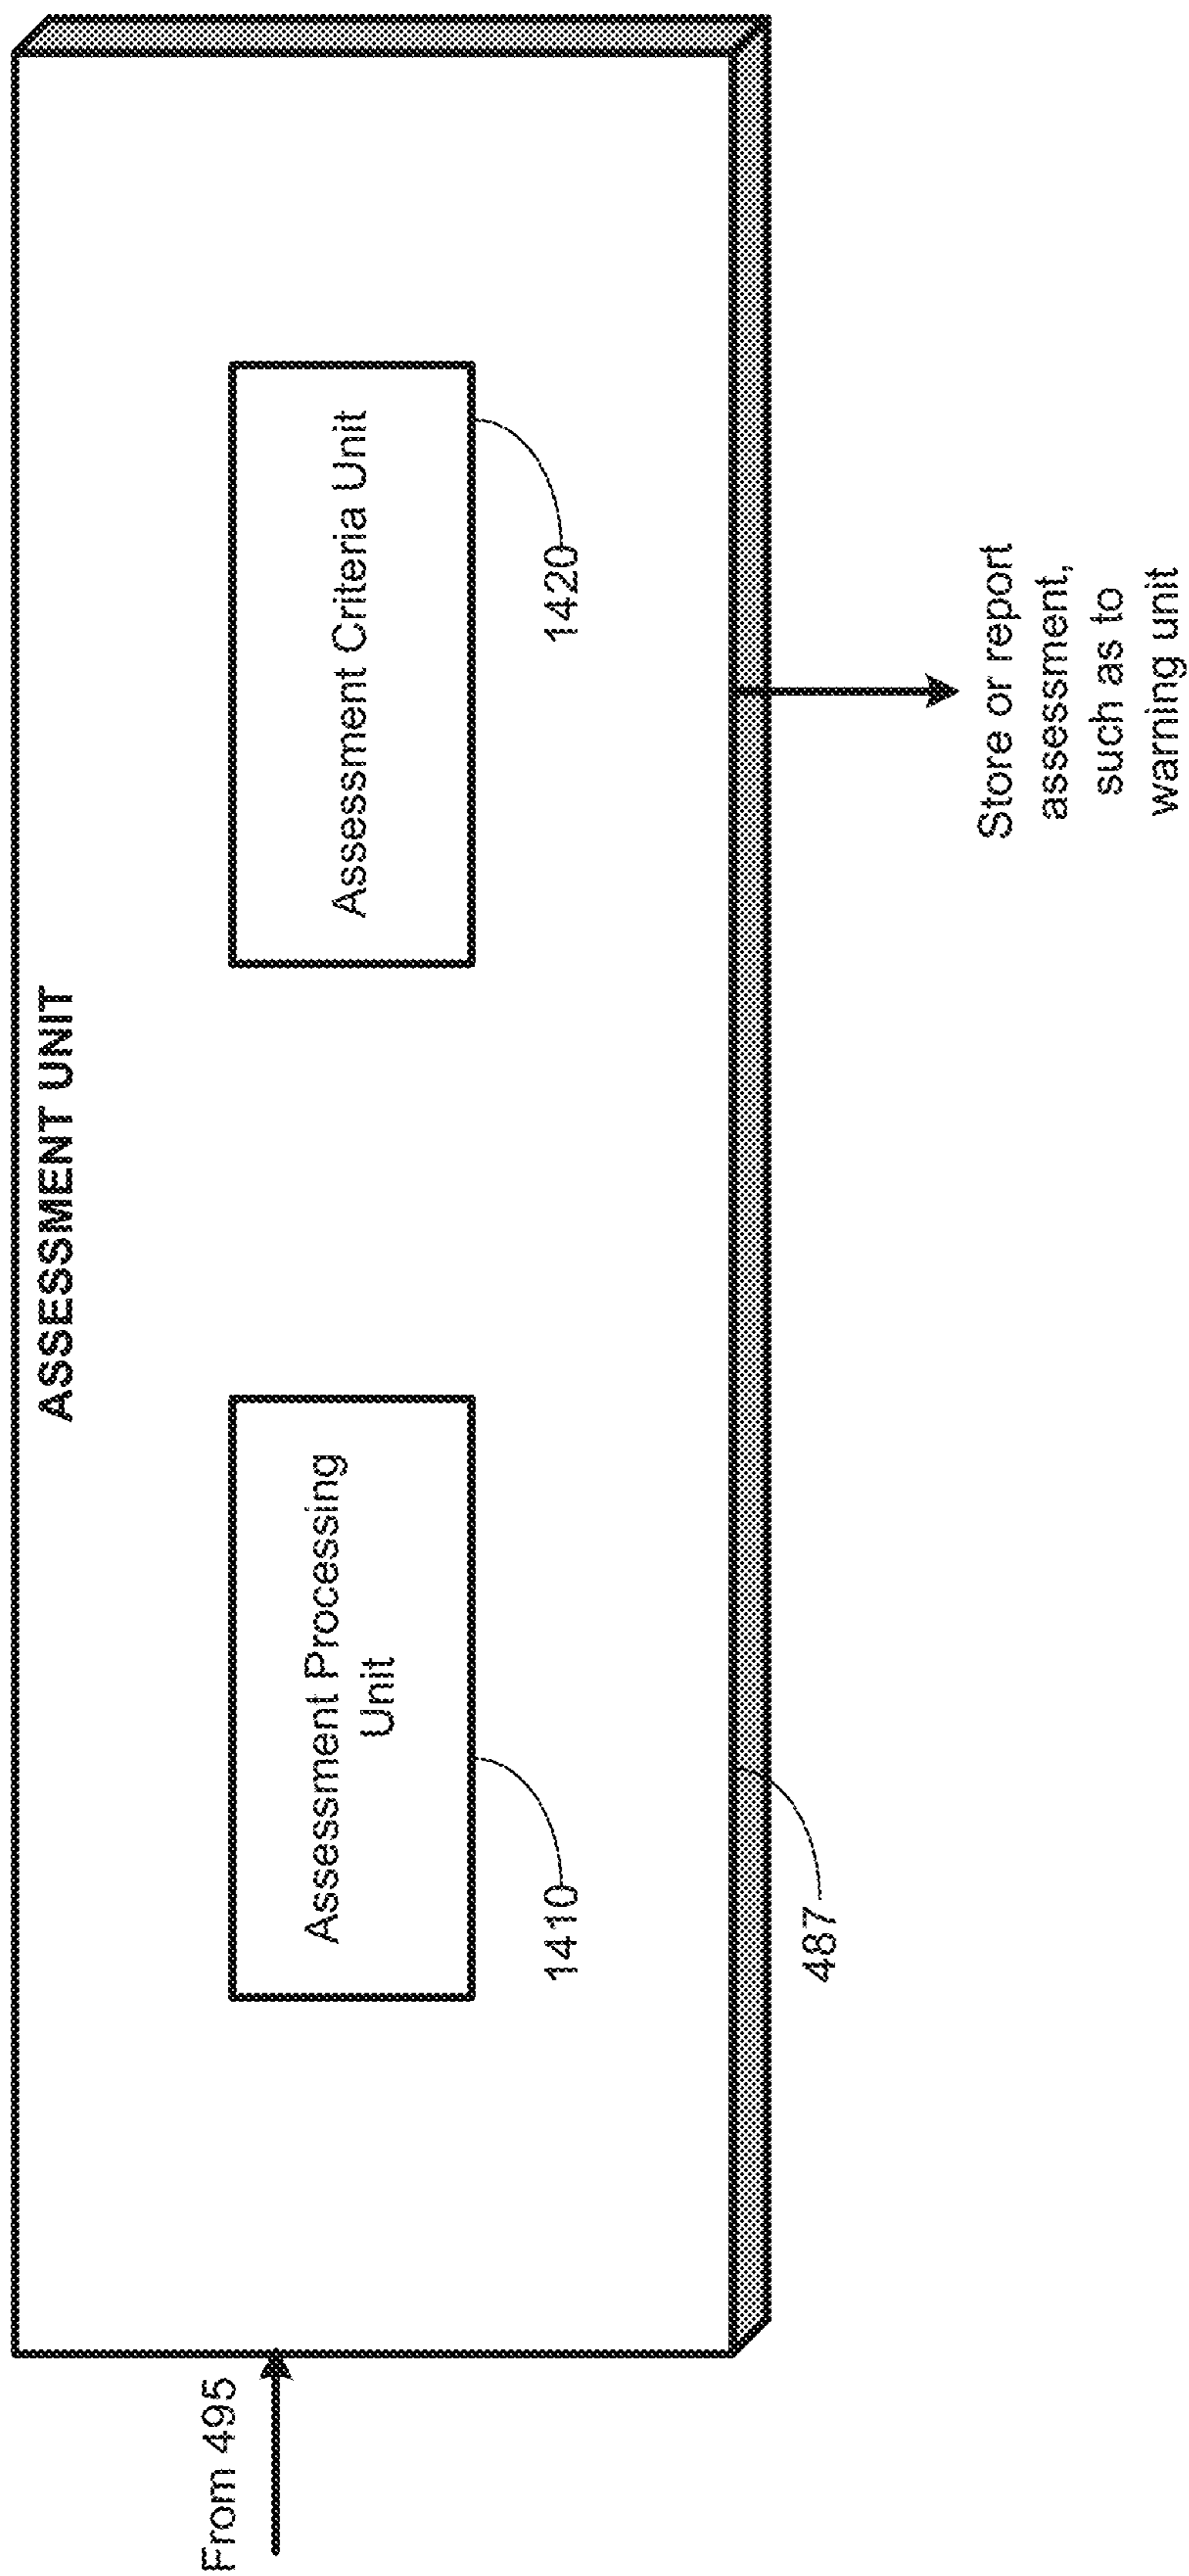 ASSESSMENT UNIT
From 495
Assessment Processing
Unit
1410
Assessment Criteria Unit
1420
487
Store or report
assessment,
such as to
warning unit